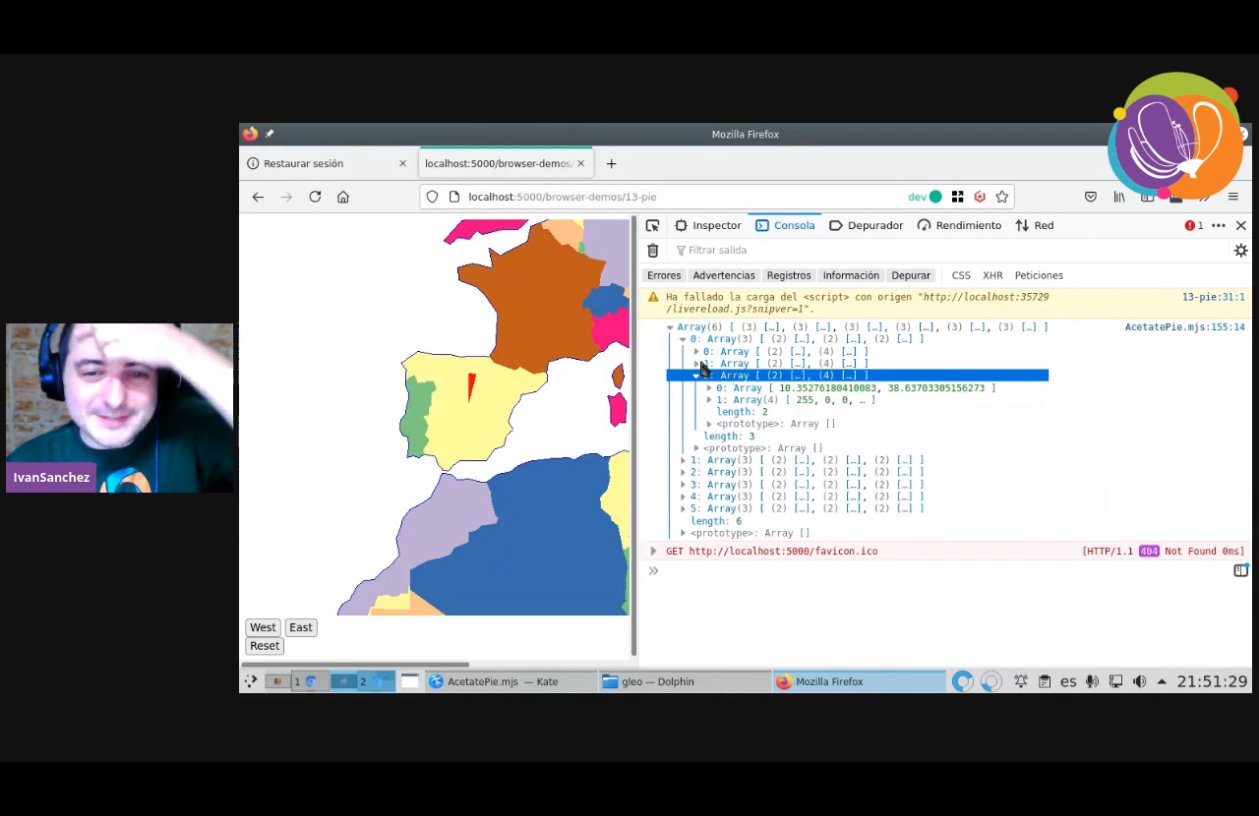 Mozilla Firefox
Restaurar sesión
localhost:5000/browser-demos/
localhost:5000/browser-demos/13-pie
dev
Inspector
Consola
Depurador
Rendimiento
Red
1
Filtrar salida
Errores
Advertencias
Registros
Información
Depurar
CSS
XHR
Peticiones
Ha fallado la carga del <script> con origen "http://localhost:35729
/livereload.js?snipver=1".
13-pie:31:1
Array(6) [ (3) […], (3) […], (3) […], (3) […], (3) […], (3) […] ]
AcetatePie.mjs:155:14
0: Array(3) [ (2) […], (2) […], (2) […] ]
0: Array [ (2) […], (4) […] ]
1: Array [ (2) […], (4) […] ]
: Array [ (2) […], (4) […] ]
0: Array [ 10.35276180410083, 38.63703305156273 ]
1: Array(4) [ 255, 0, 0, … ]
length: 2
<prototype>: Array []
length: 3
<prototype>: Array []
1: Array(3) [ (2) […], (2) […], (2) […] ]
2: Array(3) [ (2) […], (2) […], (2) […] ]
3: Array(3) [ (2) […], (2) […], (2) […] ]
4: Array(3) [ (2) […], (2) […], (2) […] ]
5: Array(3) [ (2) […], (2) […], (2) […] ]
length: 6
<prototype>: Array []
GET http://localhost:5000/favicon.ico
[HTTP/1.1 404 Not Found 0ms]
IvanSanchez
West
East
Reset
1
2
AcetatePie.mjs — Kate
gleo — Dolphin
Mozilla Firefox
es
21:51:29